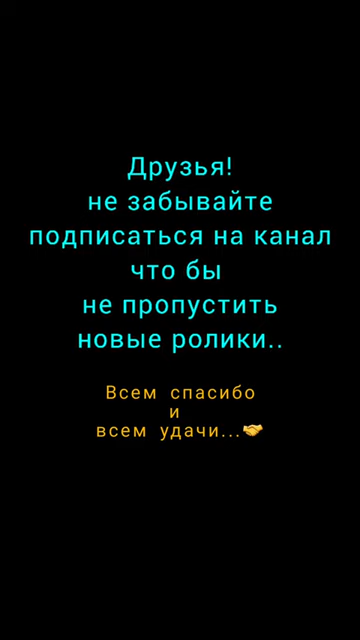 Друзья!
не забывайте
подписаться на канал
что бы
не пропустить
новые ролики..
Всем спасибо
и
всем удачи...🤝